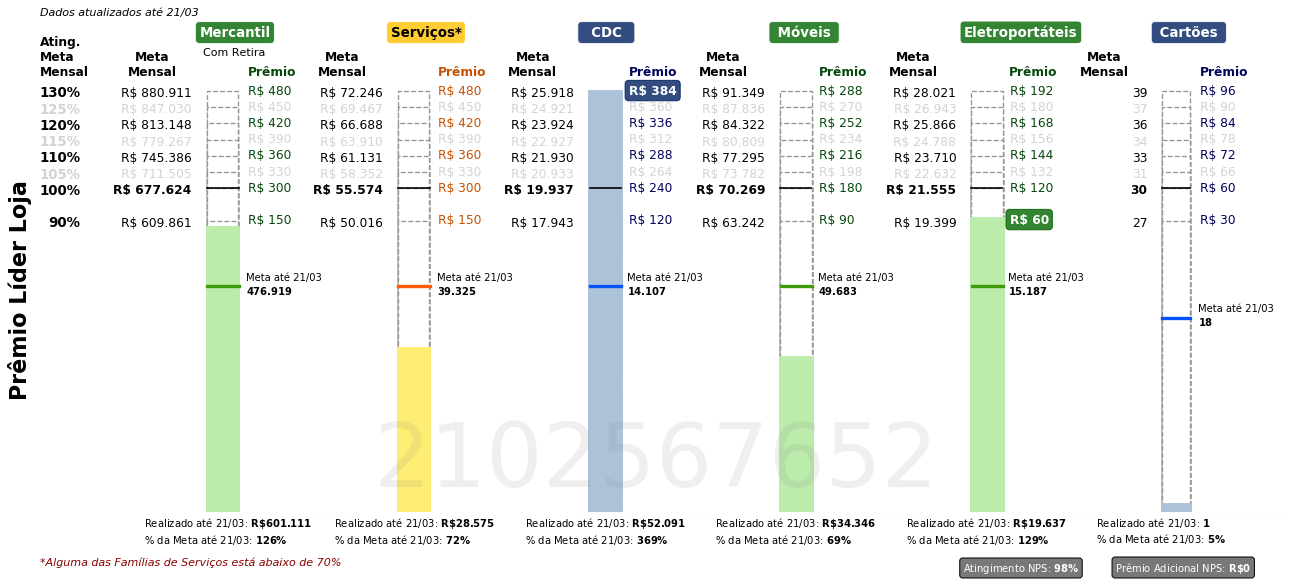 Dados atualizados até 21/03
Mercantil Serviços* CDC Móveis Eletroportáteis Cartões
Com Retira
Ating. Meta Mensal
Meta Mensal Prêmio Meta Mensal Prêmio Meta Mensal Prêmio Meta Mensal Prêmio Meta Mensal Prêmio Meta Mensal Prêmio
130% R$ 880.911 R$ 480 R$ 72.246 R$ 480 R$ 25.918 R$ 384 R$ 91.349 R$ 288 R$ 28.021 R$ 192 39 R$ 96
125% R$ 847.030 R$ 450 R$ 69.467 R$ 450 R$ 24.921 R$ 360 R$ 87.836 R$ 270 R$ 26.943 R$ 180 37 R$ 90
120% R$ 813.148 R$ 420 R$ 66.688 R$ 420 R$ 23.924 R$ 336 R$ 84.322 R$ 252 R$ 25.866 R$ 168 36 R$ 84
115% R$ 779.267 R$ 390 R$ 63.910 R$ 390 R$ 22.927 R$ 312 R$ 80.809 R$ 234 R$ 24.788 R$ 156 34 R$ 78
110% R$ 745.386 R$ 360 R$ 61.131 R$ 360 R$ 21.930 R$ 288 R$ 77.295 R$ 216 R$ 23.710 R$ 144 33 R$ 72
105% R$ 711.505 R$ 330 R$ 58.352 R$ 330 R$ 20.933 R$ 264 R$ 73.782 R$ 198 R$ 22.632 R$ 132 31 R$ 66
100% R$ 677.624 R$ 300 R$ 55.574 R$ 300 R$ 19.937 R$ 240 R$ 70.269 R$ 180 R$ 21.555 R$ 120 30 R$ 60
90% R$ 609.861 R$ 150 R$ 50.016 R$ 150 R$ 17.943 R$ 120 R$ 63.242 R$ 90 R$ 19.399 R$ 60 27 R$ 30
Prêmio Líder Loja
Meta até 21/03 Meta até 21/03 Meta até 21/03 Meta até 21/03 Meta até 21/03 Meta até 21/03
476.919 39.325 14.107 49.683 15.187 18
2102567652
Realizado até 21/03: R$601.111 Realizado até 21/03: R$28.575 Realizado até 21/03: R$52.091 Realizado até 21/03: R$34.346 Realizado até 21/03: R$19.637 Realizado até 21/03: 1
% da Meta até 21/03: 126% % da Meta até 21/03: 72% % da Meta até 21/03: 369% % da Meta até 21/03: 69% % da Meta até 21/03: 129% % da Meta até 21/03: 5%
*Alguma das Famílias de Serviços está abaixo de 70%
Atingimento NPS: 98% Prêmio Adicional NPS: R$0